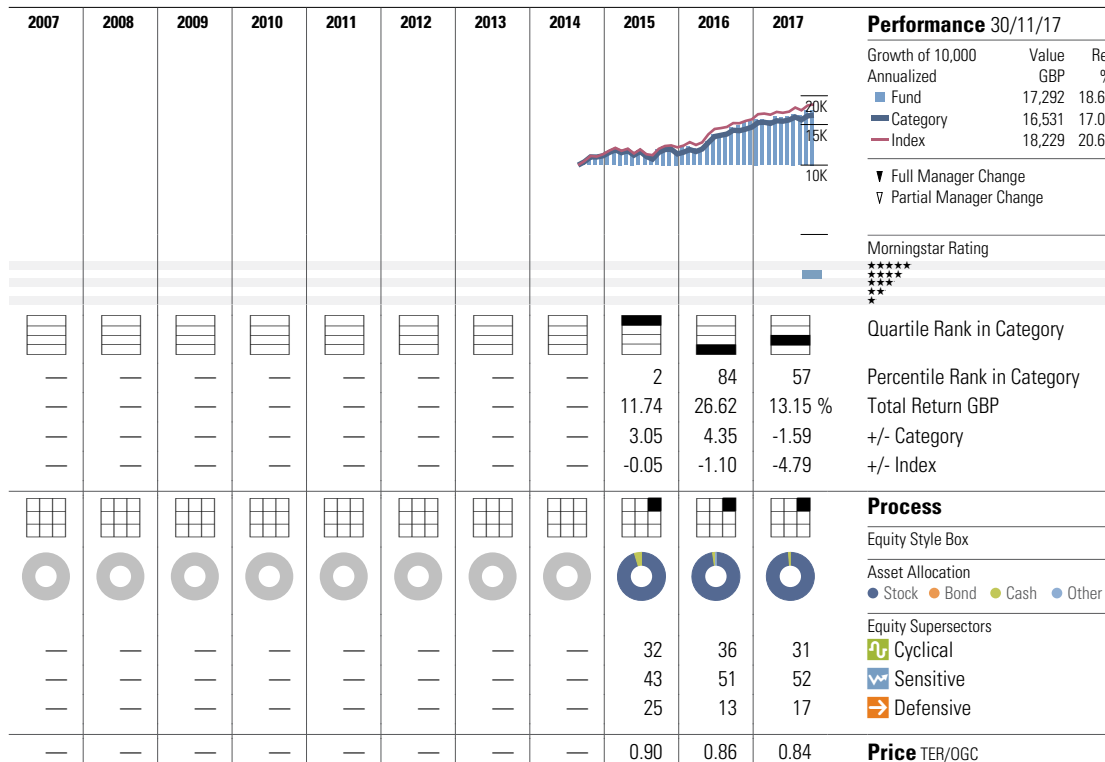 2007 2008 2009 2010 2011 2012 2013 2014 2015 2016 2017
Performance 30/11/17
Growth of 10,000 Value Re
Annualized GBP %
Fund 17,292 18.6
Category 16,531 17.0
Index 18,229 20.6
20K
15K
10K
Full Manager Change
Partial Manager Change
Morningstar Rating
★★★★★
★★★★
★★★
★★
★
Quartile Rank in Category
— — — — — — — — 2 84 57 Percentile Rank in Category
— — — — — — — — 11.74 26.62 13.15 % Total Return GBP
— — — — — — — — 3.05 4.35 -1.59 +/- Category
— — — — — — — — -0.05 -1.10 -4.79 +/- Index
Process
Equity Style Box
Asset Allocation
Stock Bond Cash Other
Equity Supersectors
— — — — — — — — 32 36 31 Cyclical
— — — — — — — — 43 51 52 Sensitive
— — — — — — — — 25 13 17 Defensive
— — — — — — — — 0.90 0.86 0.84 Price TER/OGC